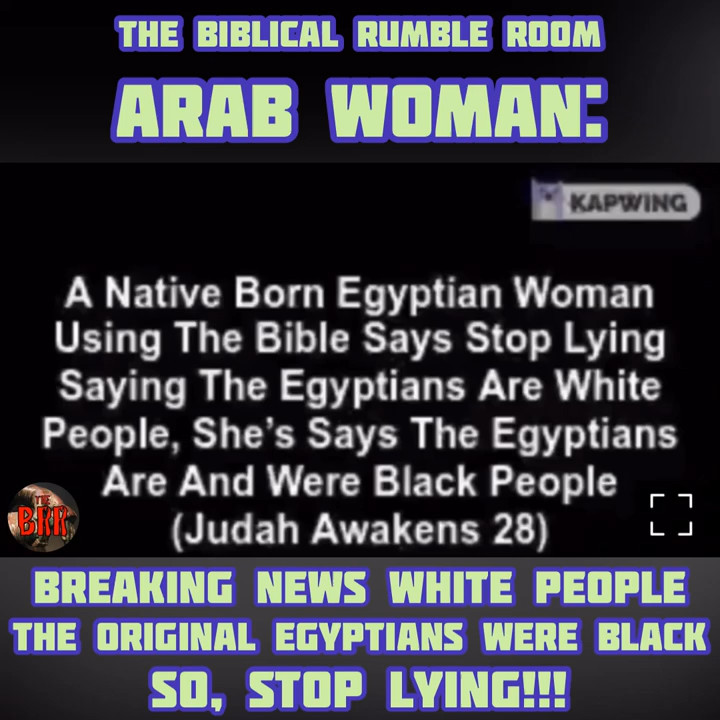 THE BIBLICAL RUMBLE ROOM
ARAB WOMAN:
KAPWING
A Native Born Egyptian Woman
Using The Bible Says Stop Lying
Saying The Egyptians Are White
People, She's Says The Egyptians
Are And Were Black People
(Judah Awakens 28)
THE
BRR
BREAKING NEWS WHITE PEOPLE
THE ORIGINAL EGYPTIANS WERE BLACK
SO, STOP LYING!!!